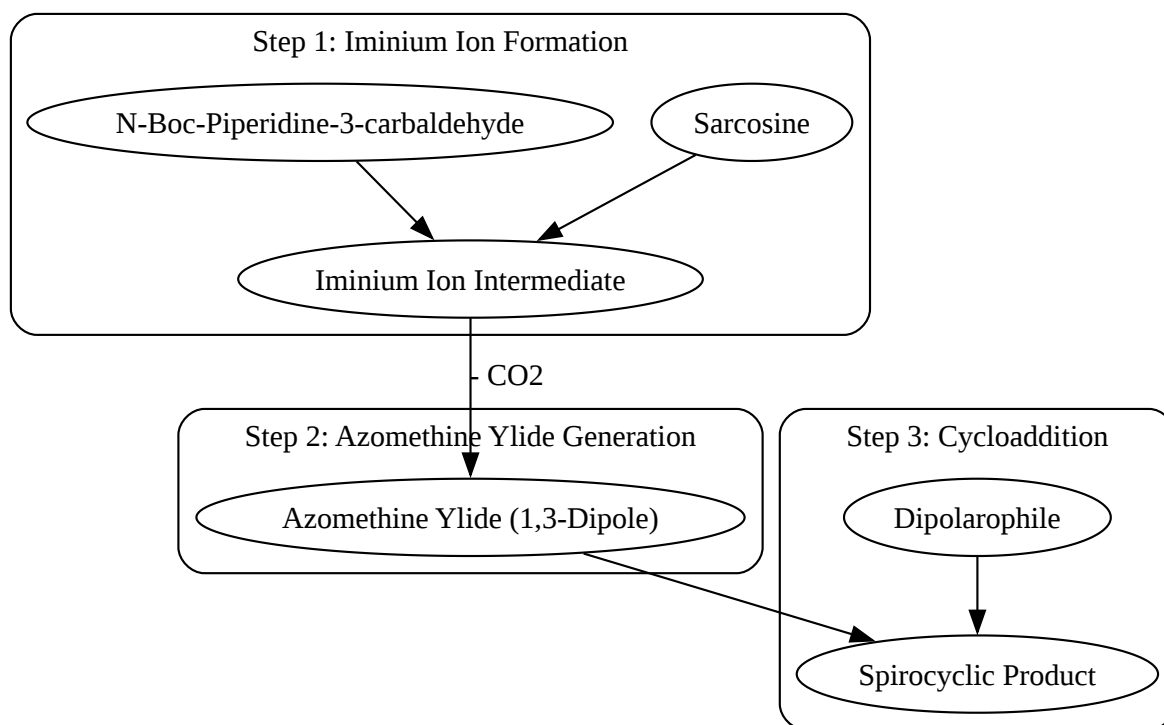 Step 1: Iminium Ion Formation
N-Boc-Piperidine-3-carbaldehyde
Sarcosine
Iminium Ion Intermediate
- CO2
Step 2: Azomethine Ylide Generation
Azomethine Ylide (1,3-Dipole)
Step 3: Cycloaddition
Dipolarophile
Spirocyclic Product